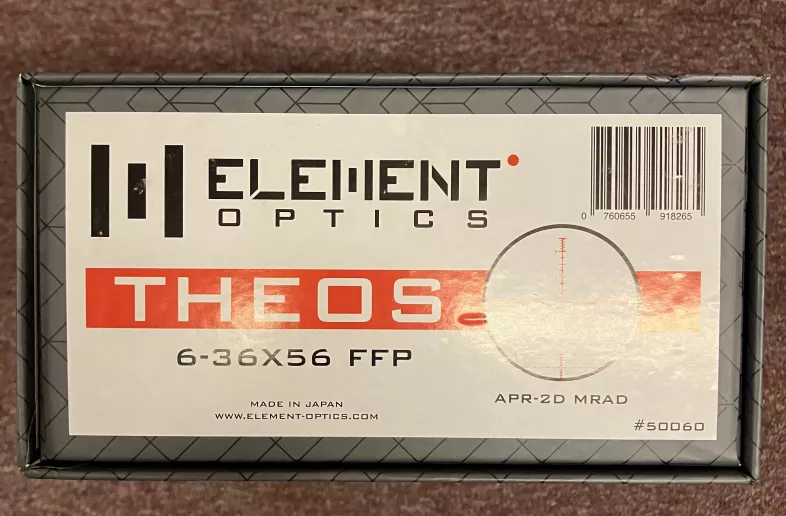 ELEMENT
OPTICS
0 760655 918265
THEOS
6-36X56 FFP
APR-2D MRAD
MADE IN JAPAN
WWW.ELEMENT-OPTICS.COM
#50060